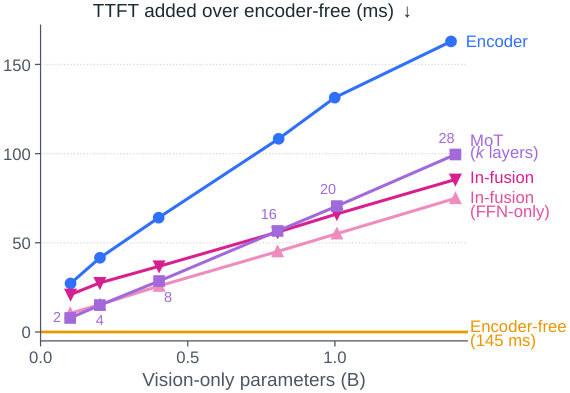 TTFT added over encoder-free (ms) ↓
150
100
50
0
0.0
0.5
1.0
Vision-only parameters (B)
Encoder
MoT
(k layers)
In-fusion
In-fusion
(FFN-only)
Encoder-free
(145 ms)
2
4
8
16
20
28